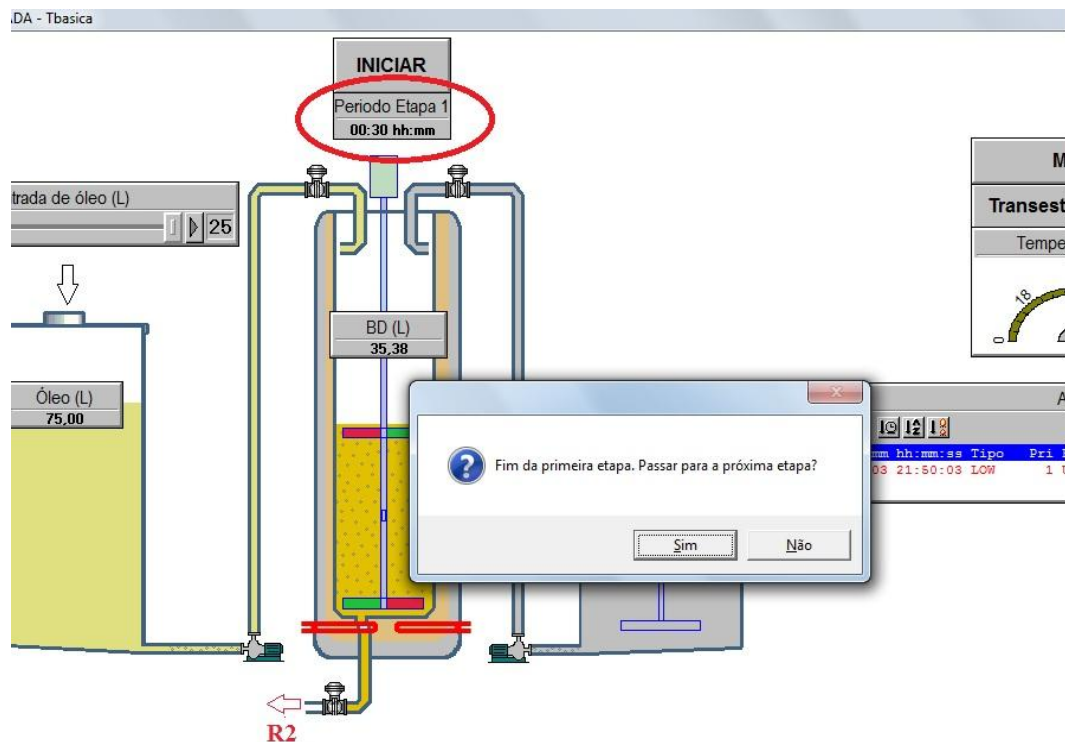 .DA - Tbasica
INICIAR
Periodo Etapa 1
00:30 hh:mm
trada de óleo (L)
25
M
Transest
Tempe
18
0
BD (L)
35,38
Óleo (L)
75,00
A
Fim da primeira etapa. Passar para a próxima etapa?
Sim
Não
mm hh:mm:ss Tipo Pri
03 21:50:03 LOW 1
R2